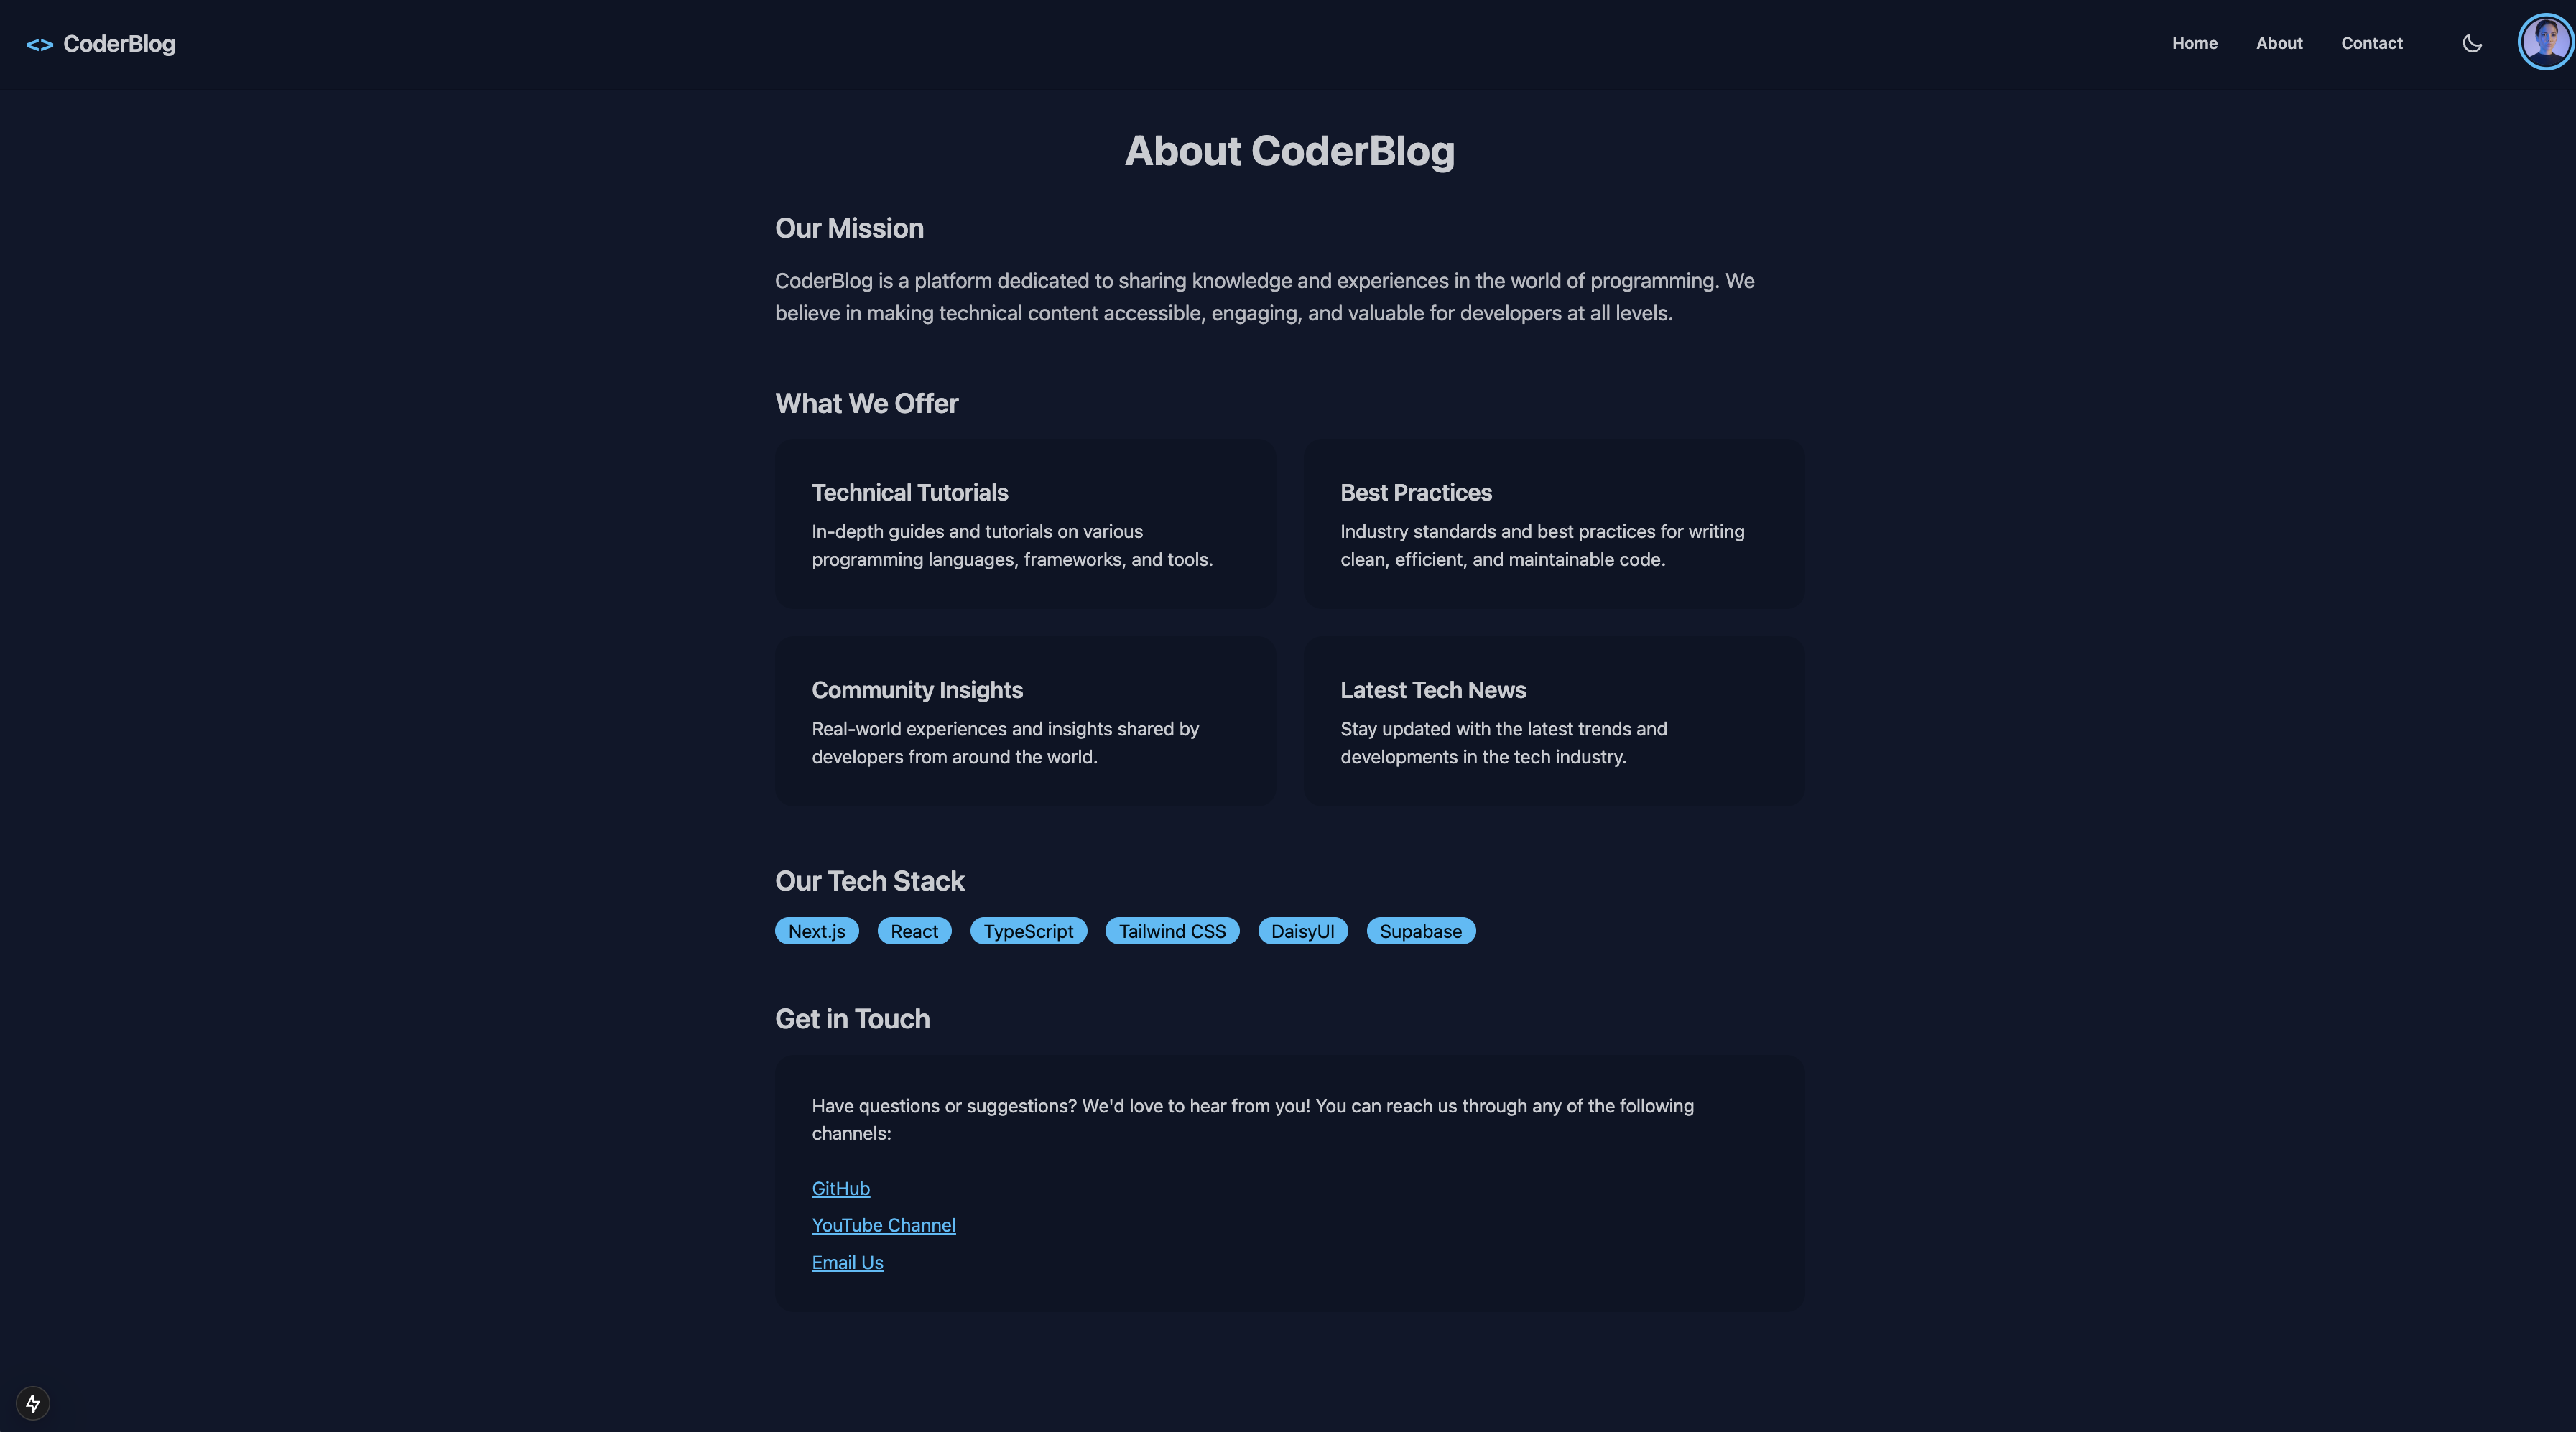 <> CoderBlog
Home About Contact
About CoderBlog
Our Mission
CoderBlog is a platform dedicated to sharing knowledge and experiences in the world of programming. We
believe in making technical content accessible, engaging, and valuable for developers at all levels.
What We Offer
Technical Tutorials
In-depth guides and tutorials on various
programming languages, frameworks, and tools.
Best Practices
Industry standards and best practices for writing
clean, efficient, and maintainable code.
Community Insights
Real-world experiences and insights shared by
developers from around the world.
Latest Tech News
Stay updated with the latest trends and
developments in the tech industry.
Our Tech Stack
Next.js React TypeScript Tailwind CSS DaisyUI Supabase
Get in Touch
Have questions or suggestions? We'd love to hear from you! You can reach us through any of the following
channels:
GitHub
YouTube Channel
Email Us